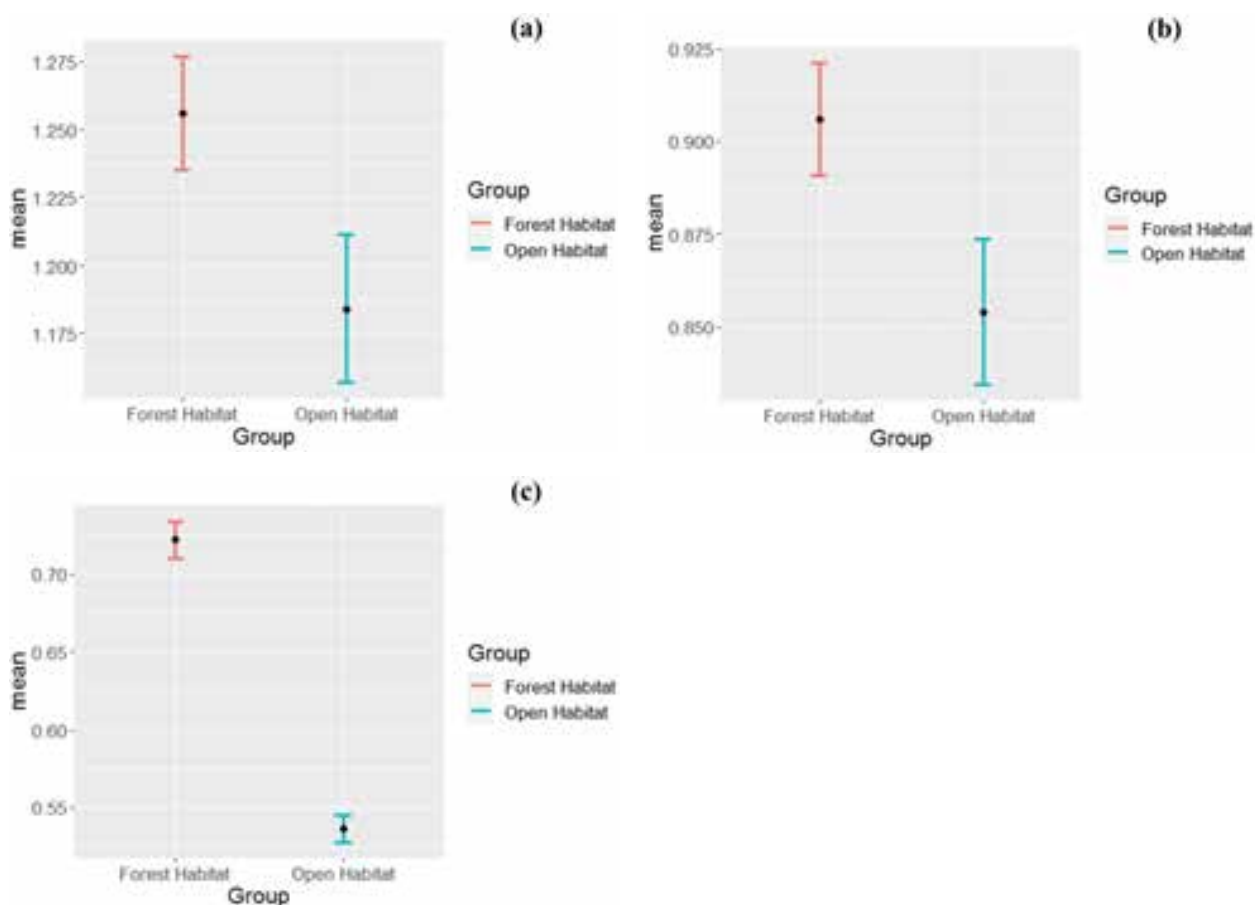 (a)
1.275
1.250
1.225
1.200
1.175
mean
Forest Habitat
Open Habitat
Group
Group
Forest Habitat
Open Habitat
(b)
0.925
0.900
0.875
0.850
mean
Forest Habitat
Open Habitat
Group
Group
Forest Habitat
Open Habitat
(c)
0.70
0.65
0.60
0.55
mean
Forest Habitat
Open Habitat
Group
Group
Forest Habitat
Open Habitat